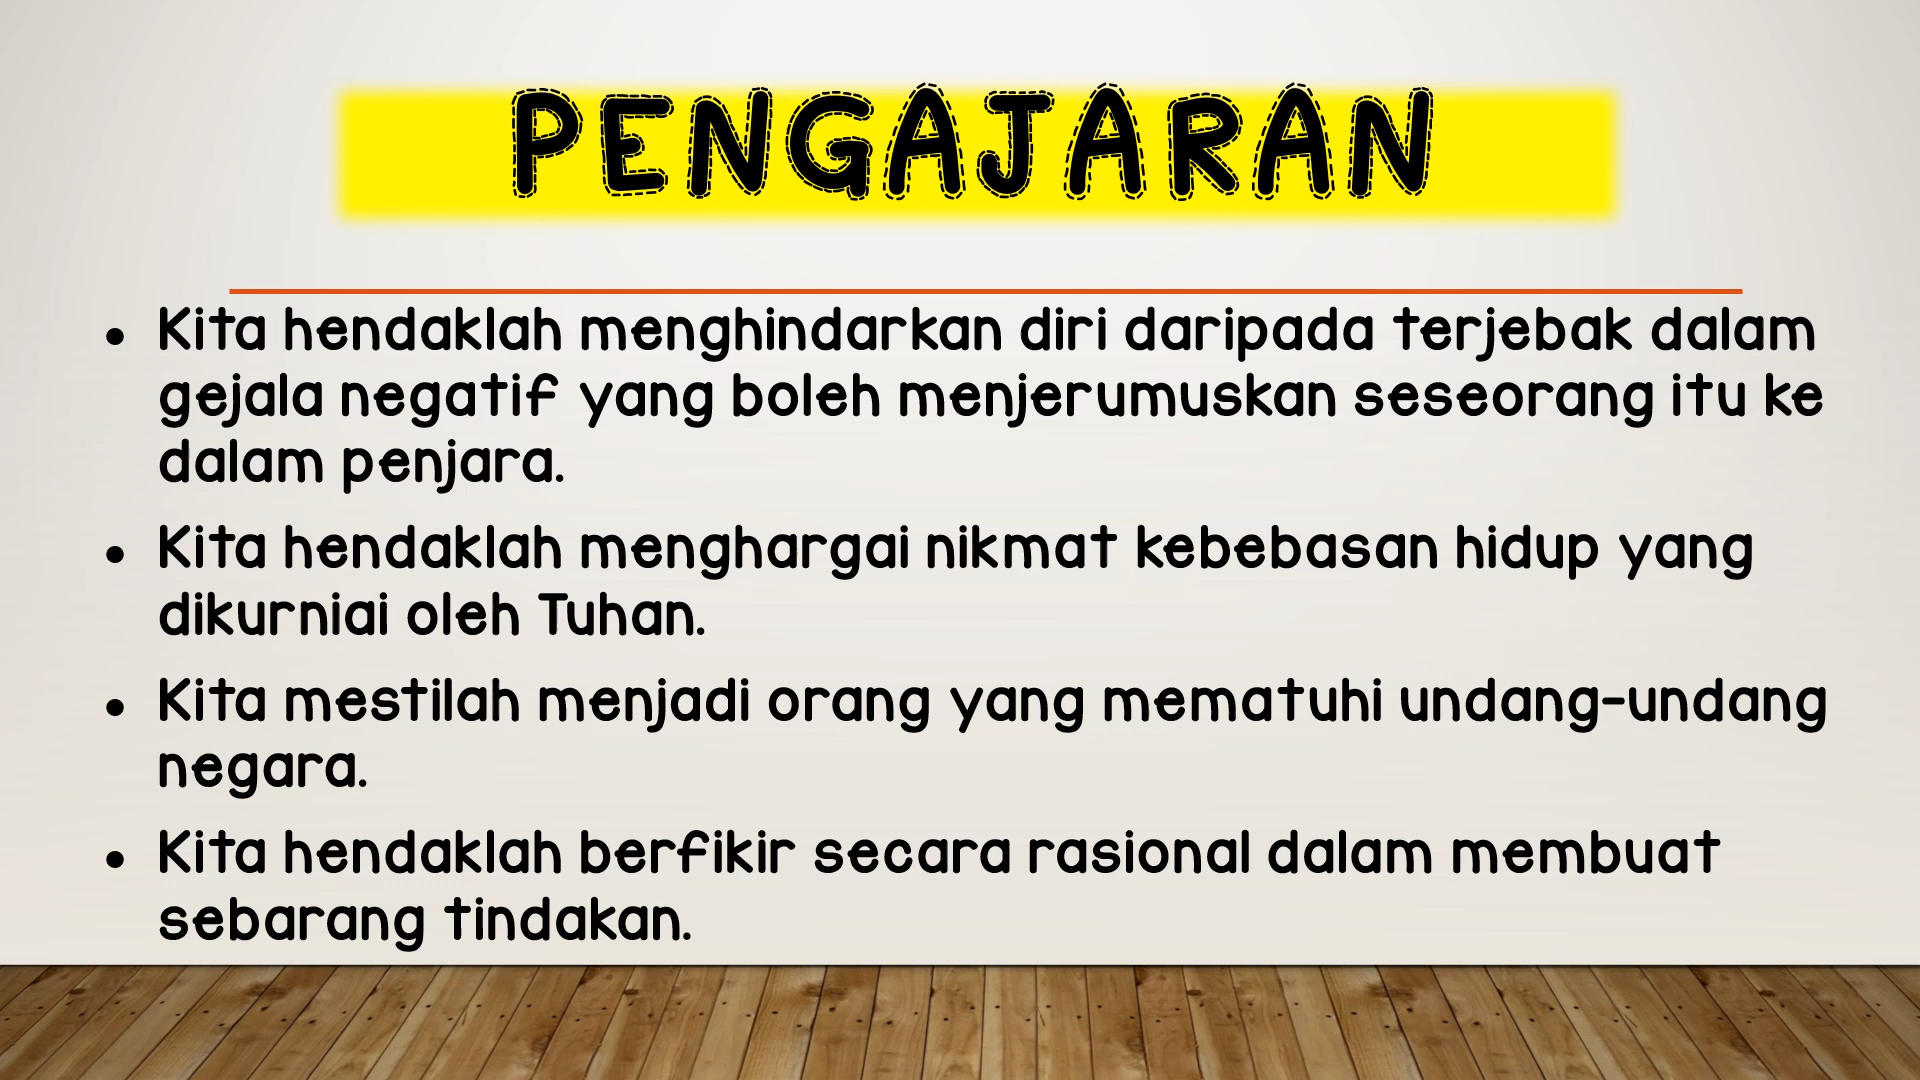 PENGAJARAN
• Kita hendaklah menghindarkan diri daripada terjebak dalam
gejala negatif yang boleh menjerumuskan seseorang itu ke
dalam penjara.
• Kita hendaklah menghargai nikmat kebebasan hidup yang
dikurniai oleh Tuhan.
• Kita mestilah menjadi orang yang mematuhi undang-undang
negara.
• Kita hendaklah berfikir secara rasional dalam membuat
sebarang tindakan.